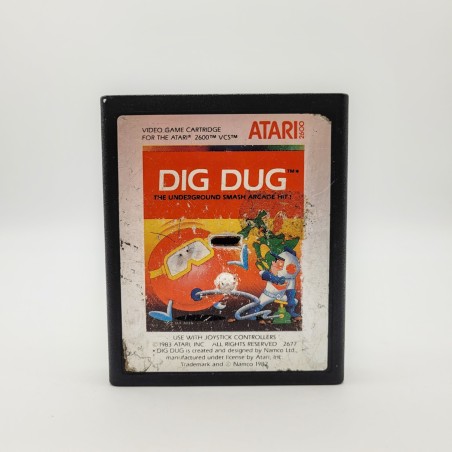 VIDEO GAME CARTRIDGE
FOR THE ATARI® 2600™ VCS™
ATARI®
2600
DIG DUG™*
THE UNDERGROUND SMASH ARCADE HIT!
USE WITH JOYSTICK CONTROLLERS
©1983 ATARI, INC. ALL RIGHTS RESERVED 2677
* DIG DUG is created and designed by Namco Ltd.,
manufactured under license by Atari, Inc.
Trademark and © Namco 1982